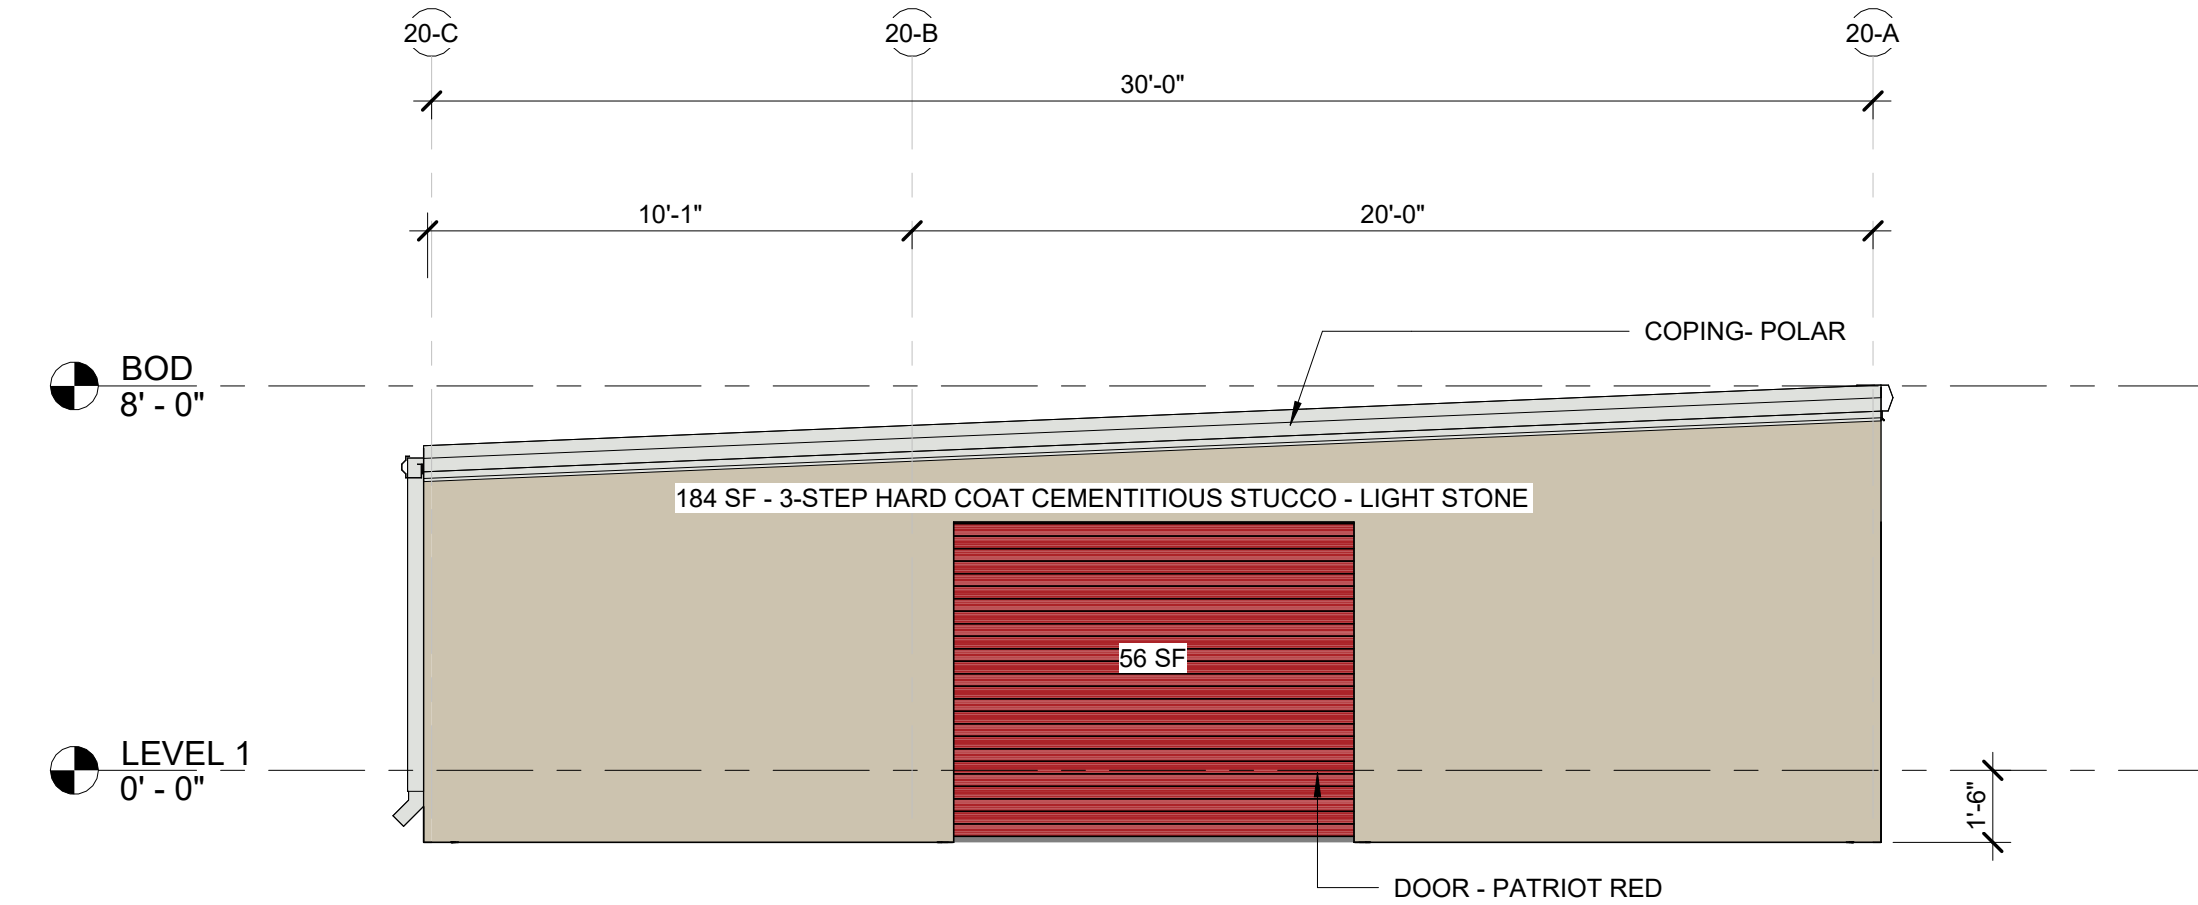 20-C
20-B
20-A
30'-0"
10'-1"
20'-0"
COPING- POLAR
BOD
8' - 0"
184 SF - 3-STEP HARD COAT CEMENTITIOUS STUCCO - LIGHT STONE
56 SF
LEVEL 1
0' - 0"
1'-6"
DOOR - PATRIOT RED